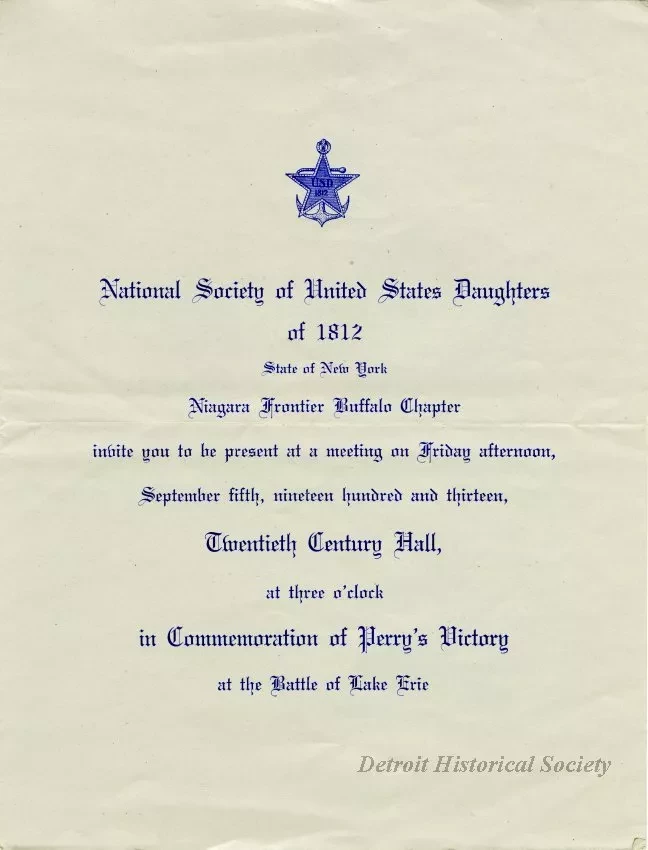 USD
1812
National Society of United States Daughters
of 1812
State of New York
Niagara Frontier Buffalo Chapter
invite you to be present at a meeting on Friday afternoon,
September fifth, nineteen hundred and thirteen,
Twentieth Century Hall,
at three o'clock
in Commemoration of Perry's Victory
at the Battle of Lake Erie
Detroit Historical Society